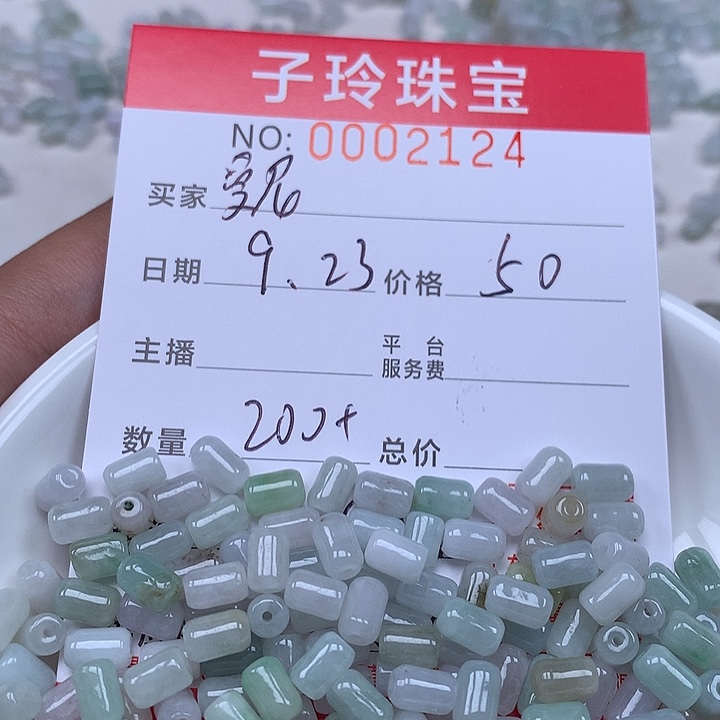 子玲珠宝
NO: 0002124
买家
日期 9.23 价格 50
主播 平台服务费
数量 200+ 总价